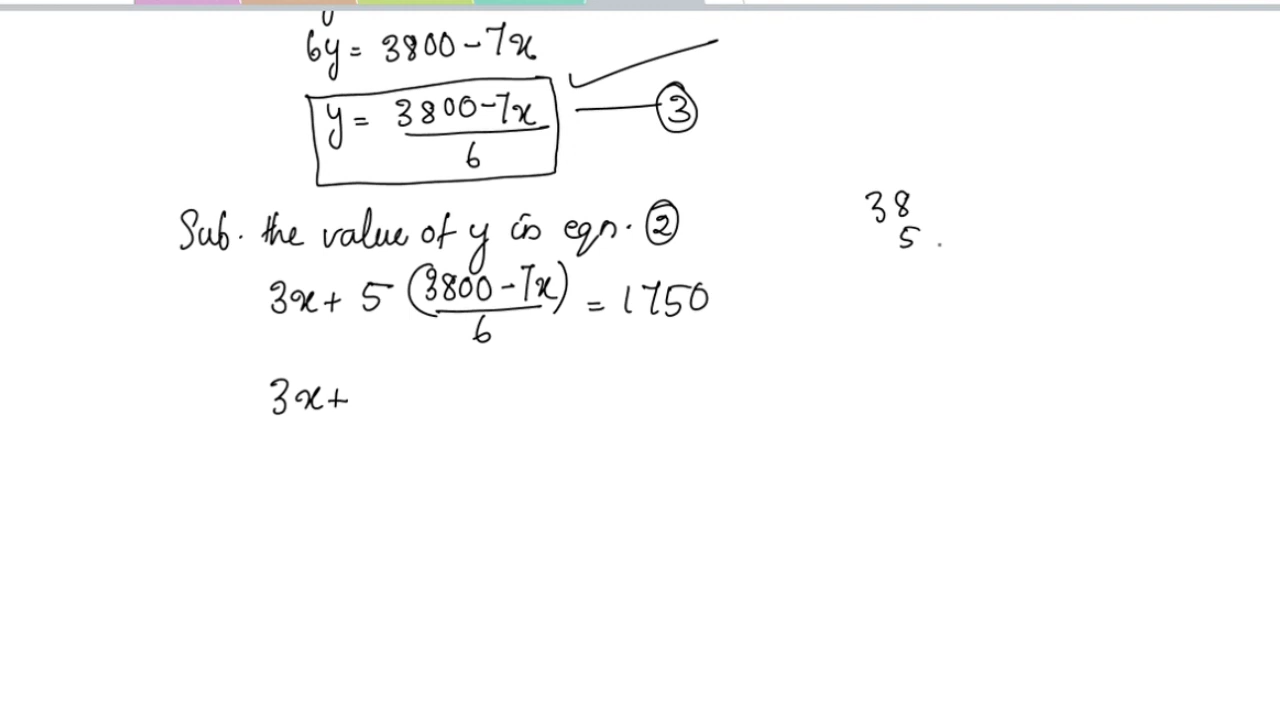 6y = 3800 - 7x
y = 3800 - 7x / 6 ③
Sub. the value of y in eqn. ②
38
5
3x + 5 (3800 - 7x / 6) = 1750
3x +